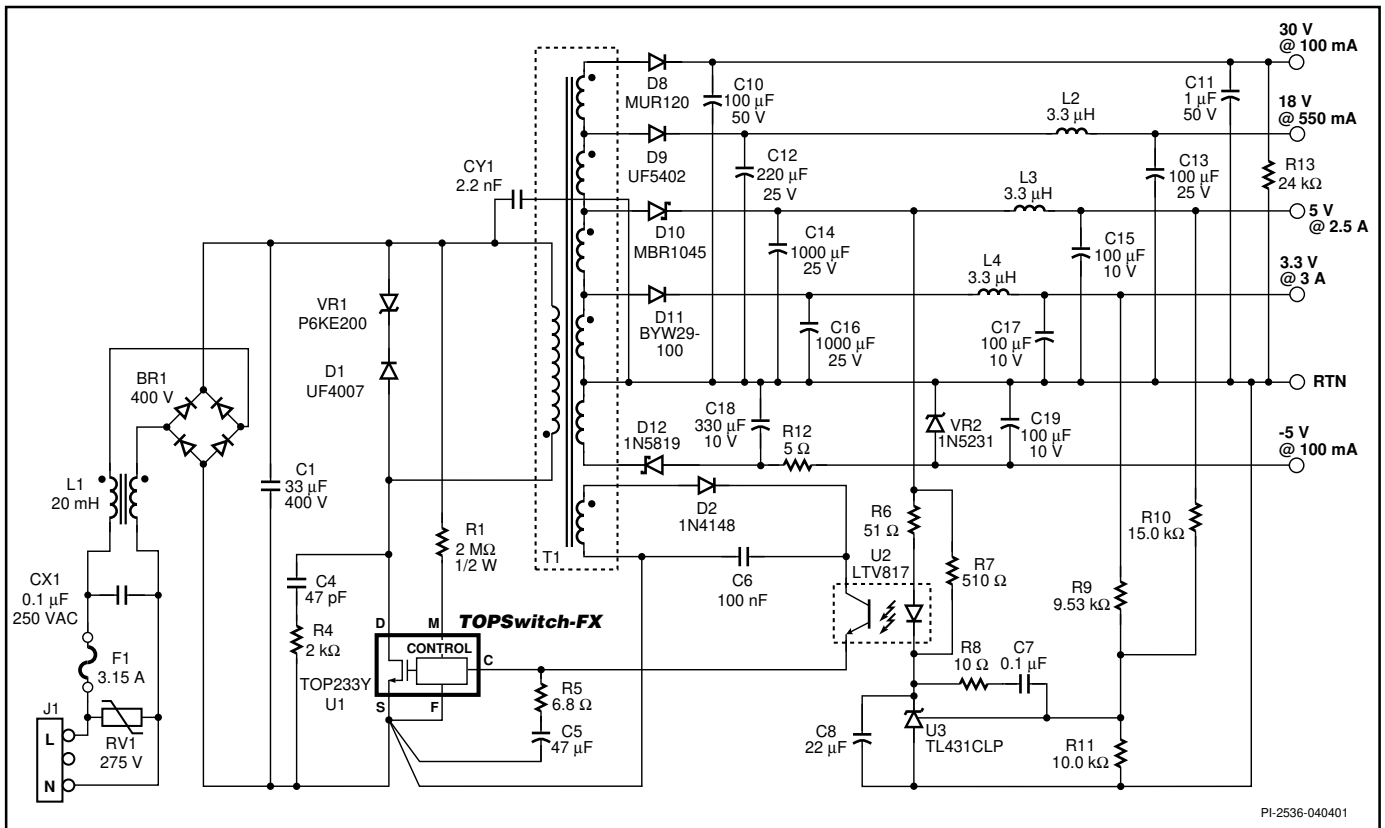 30 V
@ 100 mA
D8
MUR120
C10
100 µF
50 V
C11
1 µF
50 V
L2
3.3 µH
18 V
@ 550 mA
D9
UF5402
CY1
2.2 nF
C12
220 µF
25 V
C13
100 µF
25 V
R13
24 kΩ
L3
3.3 µH
5 V
@ 2.5 A
D10
MBR1045
C14
1000 µF
25 V
C15
100 µF
10 V
L4
3.3 µH
3.3 V
@ 3 A
VR1
P6KE200
D11
BYW29-
100
C16
1000 µF
25 V
C17
100 µF
10 V
D1
UF4007
BR1
400 V
RTN
C18
330 µF
10 V
D12
1N5819
R12
5 Ω
VR2
1N5231
C19
100 µF
10 V
-5 V
@ 100 mA
C1
33 µF
400 V
L1
20 mH
D2
1N4148
R1
2 MΩ
1/2 W
T1
C6
100 nF
R6
51 Ω
U2
LTV817
R7
510 Ω
R10
15.0 kΩ
R9
9.53 kΩ
CX1
0.1 µF
250 VAC
C4
47 pF
R4
2 kΩ
D
M
TOPSwitch-FX
CONTROL
C
TOP233Y
U1
S
F
R5
6.8 Ω
C5
47 µF
R8
10 Ω
C7
0.1 µF
F1
3.15 A
J1
L
N
RV1
275 V
C8
22 µF
U3
TL431CLP
R11
10.0 kΩ
PI-2536-040401